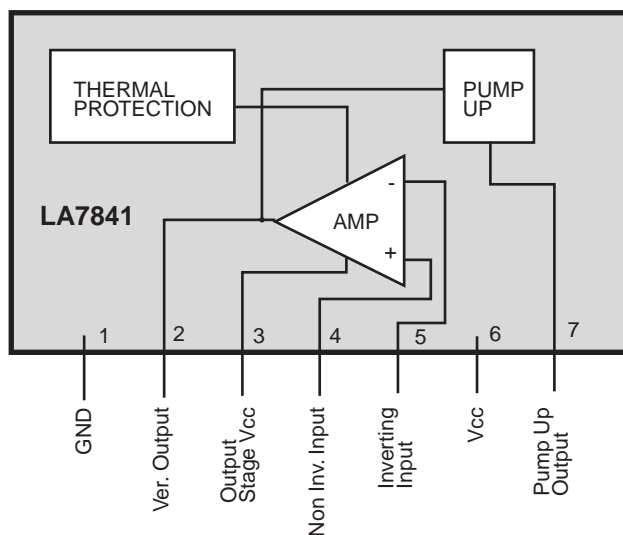 THERMAL
PROTECTION
PUMP
UP
LA7841
AMP
-
+
1
2
3
4
5
6
7
GND
Ver. Output
Output
Stage Vcc
Non Inv. Input
Inverting
Input
Vcc
Pump Up
Output